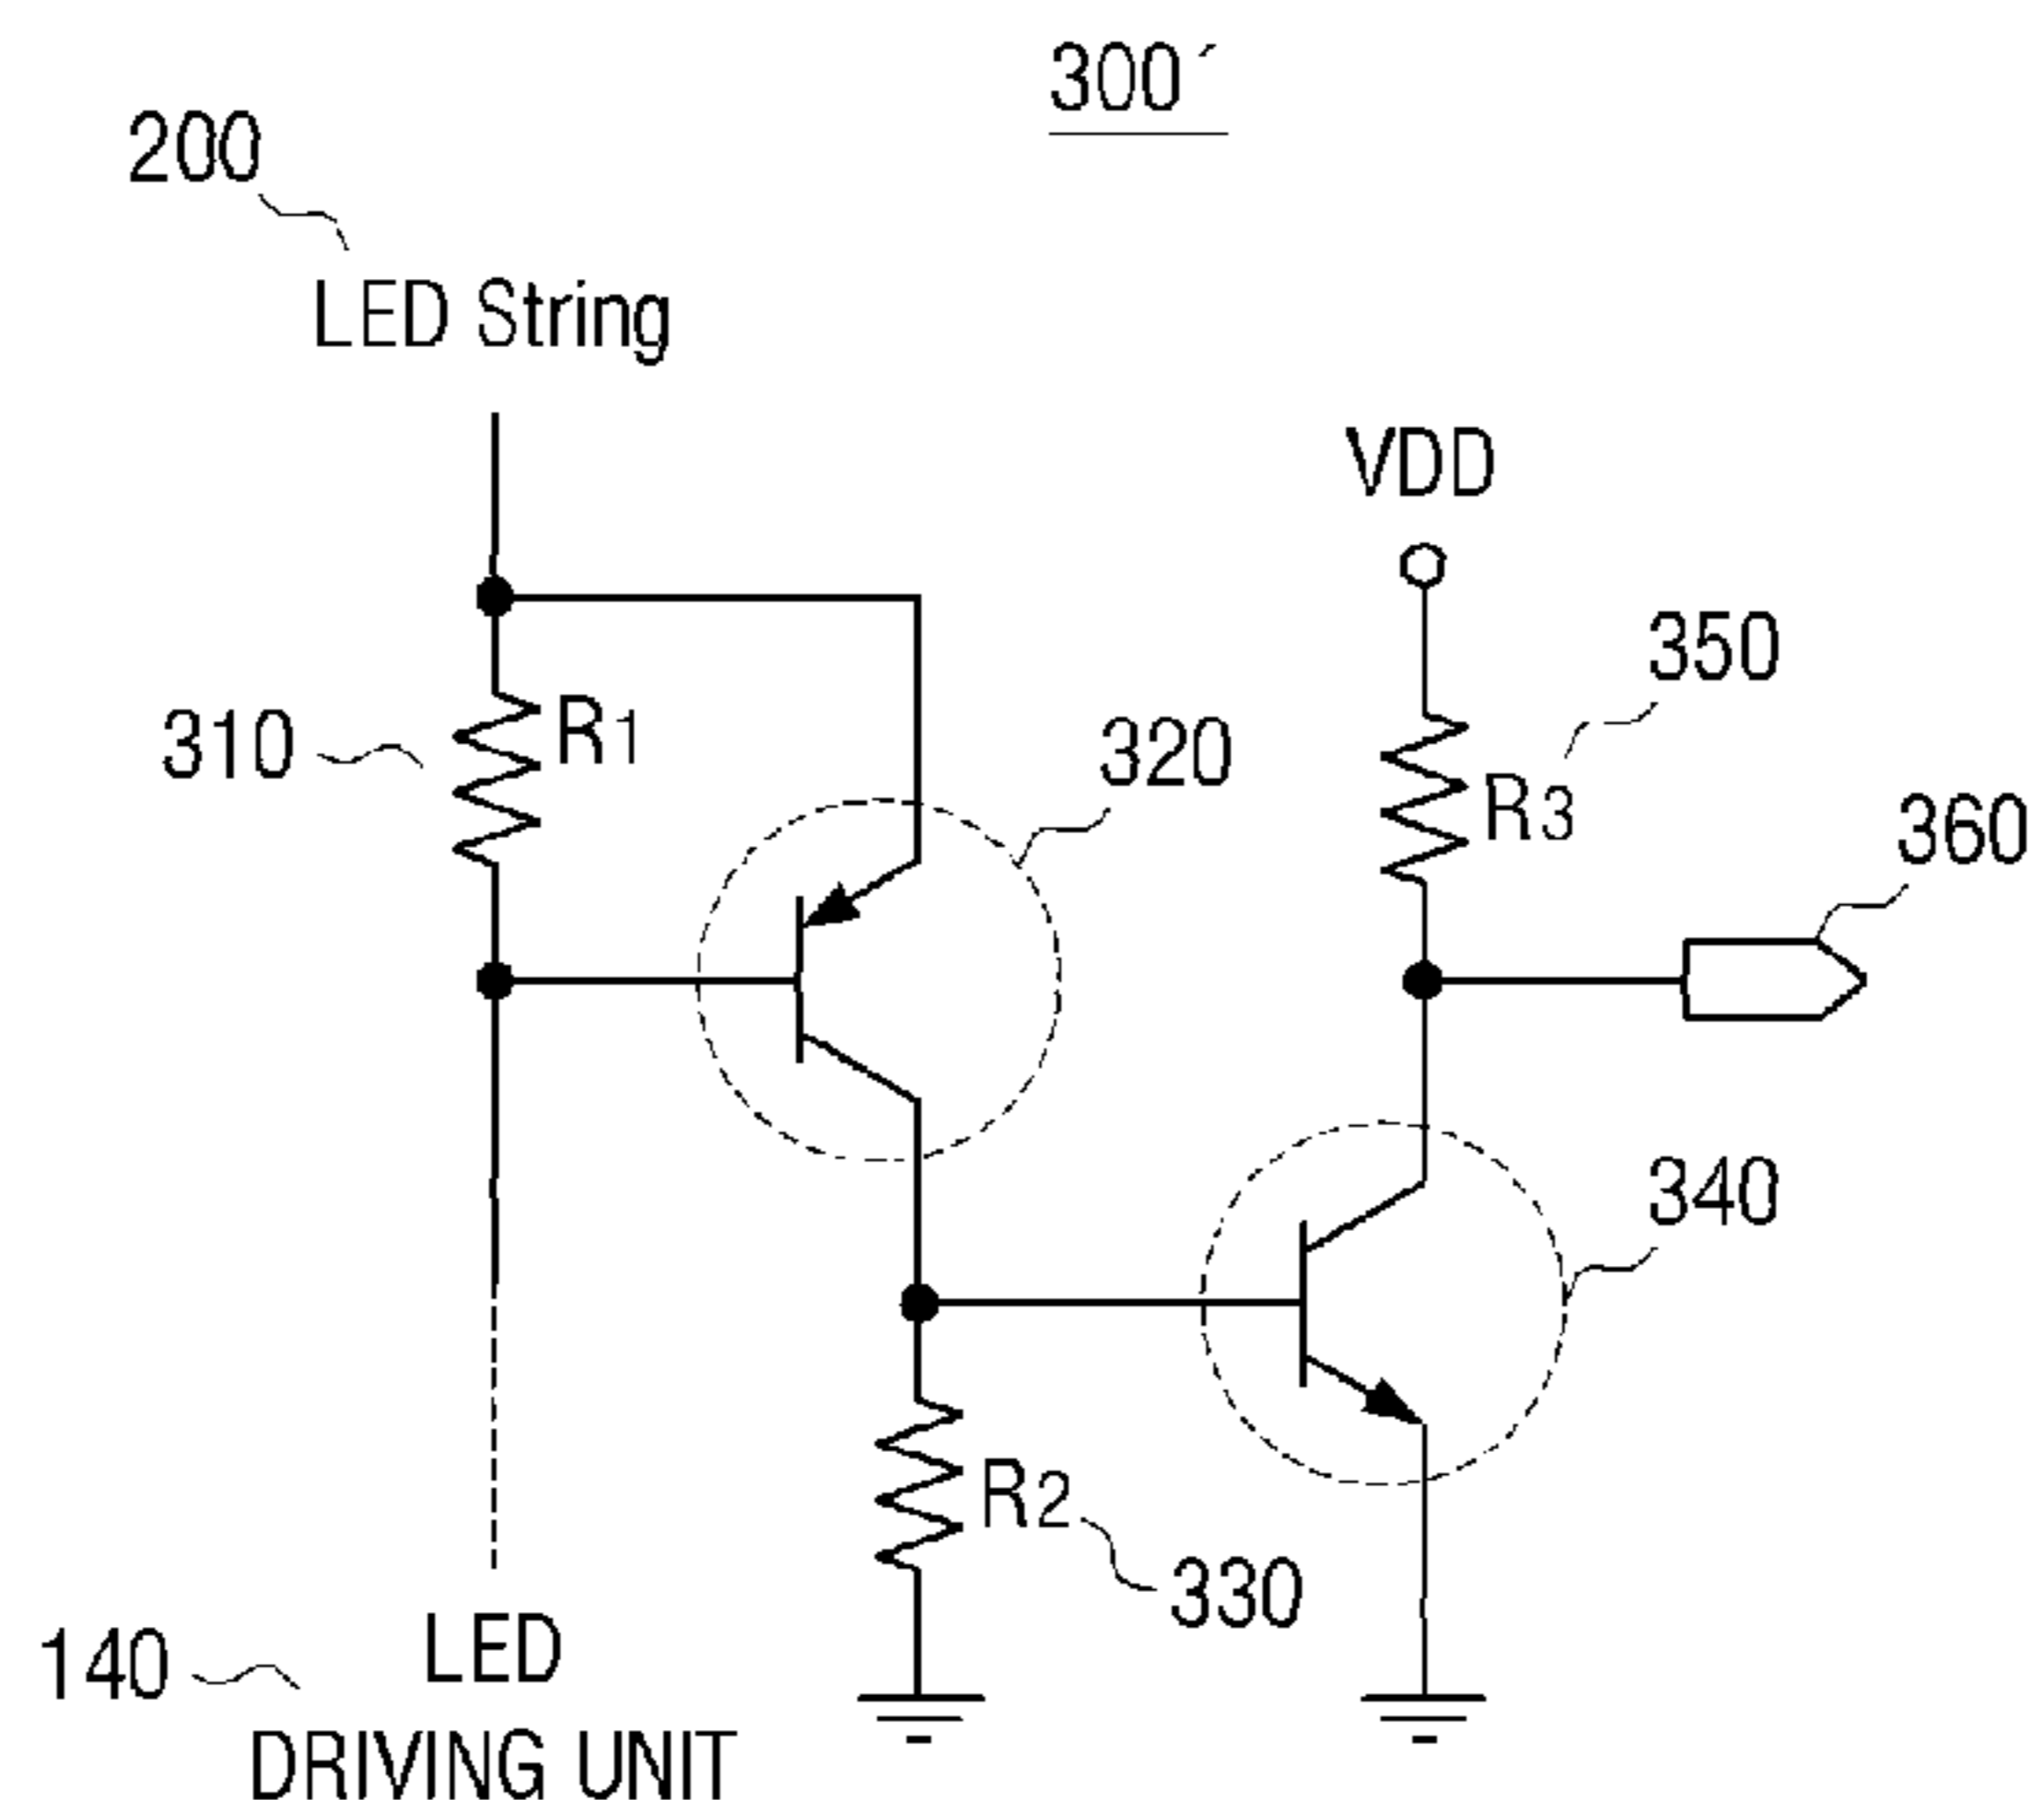 300´
200
LED String
VDD
350
310
R1
320
R3
360
340
R2
330
140
LED
DRIVING UNIT